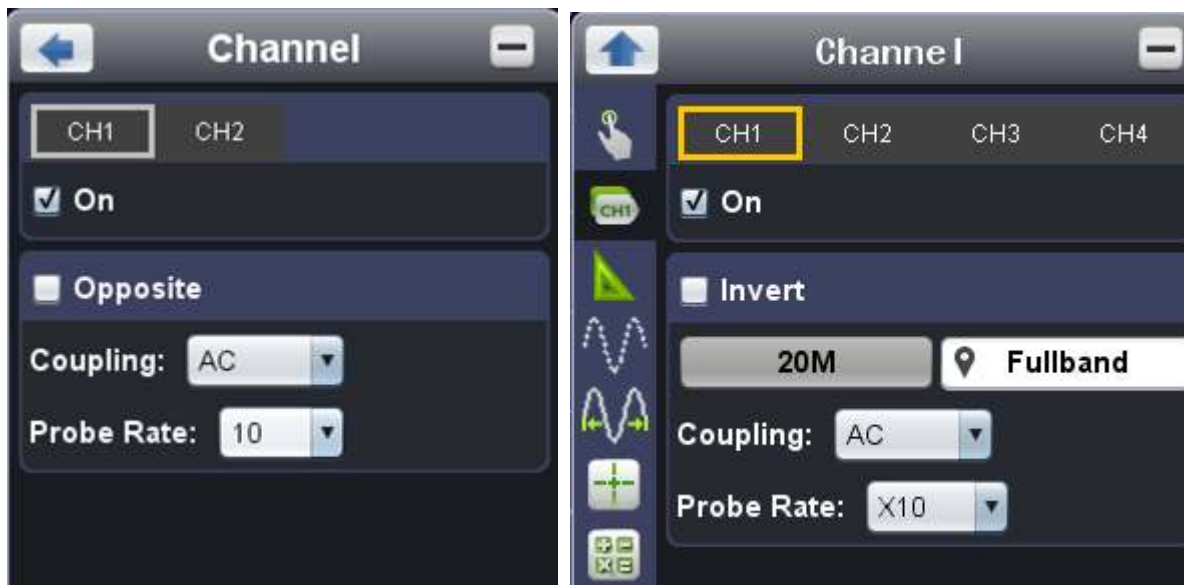 Channel
CH1 CH2
On
Opposite
Coupling: AC
Probe Rate: 10
Channel
CH1 CH2 CH3 CH4
CH1
On
Invert
20M Fullband
Coupling: AC
Probe Rate: X10